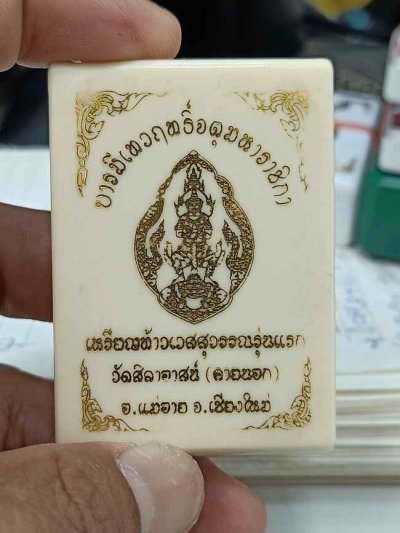 บารมีเทวฤทธิ์จตุมหาราชิกา
เหรียญท้าวเวสสุวรรณรุ่นแรก
วัดสิลาอาสน์ (ดายนอก)
อ.แม่อาย จ.เชียงใหม่